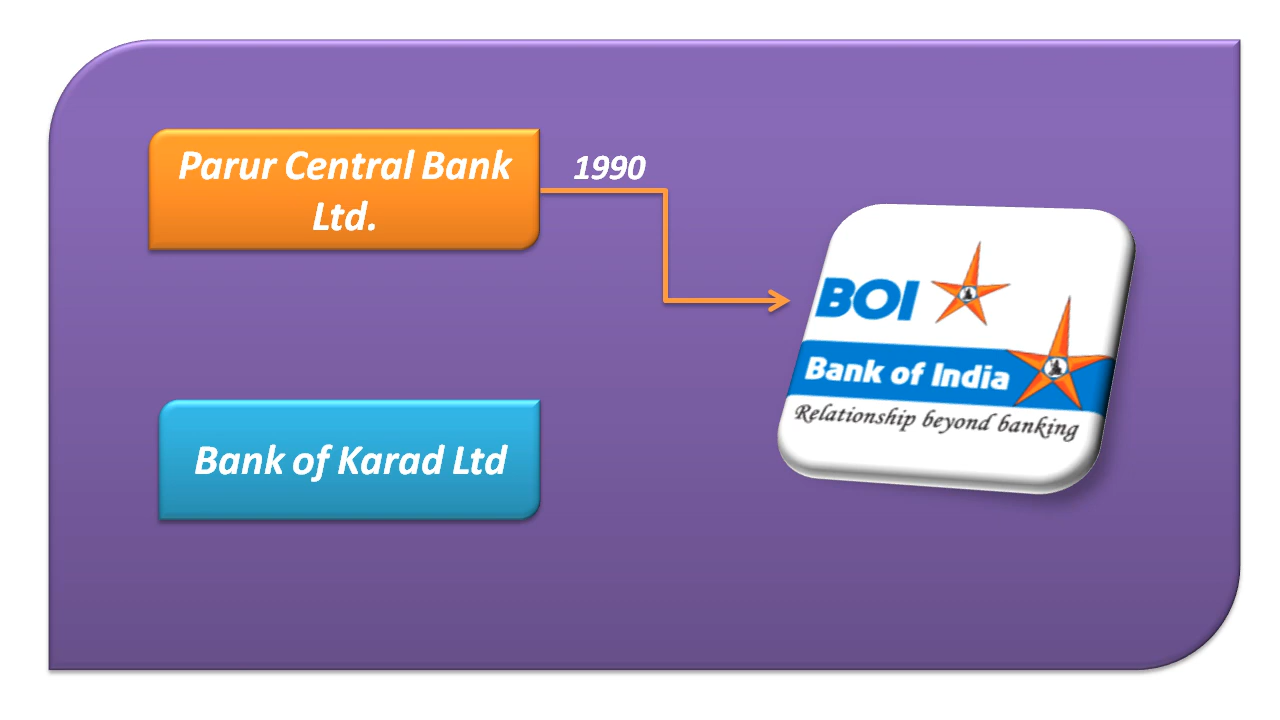 Parur Central Bank
Ltd.
1990
BOI
Bank of India
Relationship beyond banking
Bank of Karad Ltd